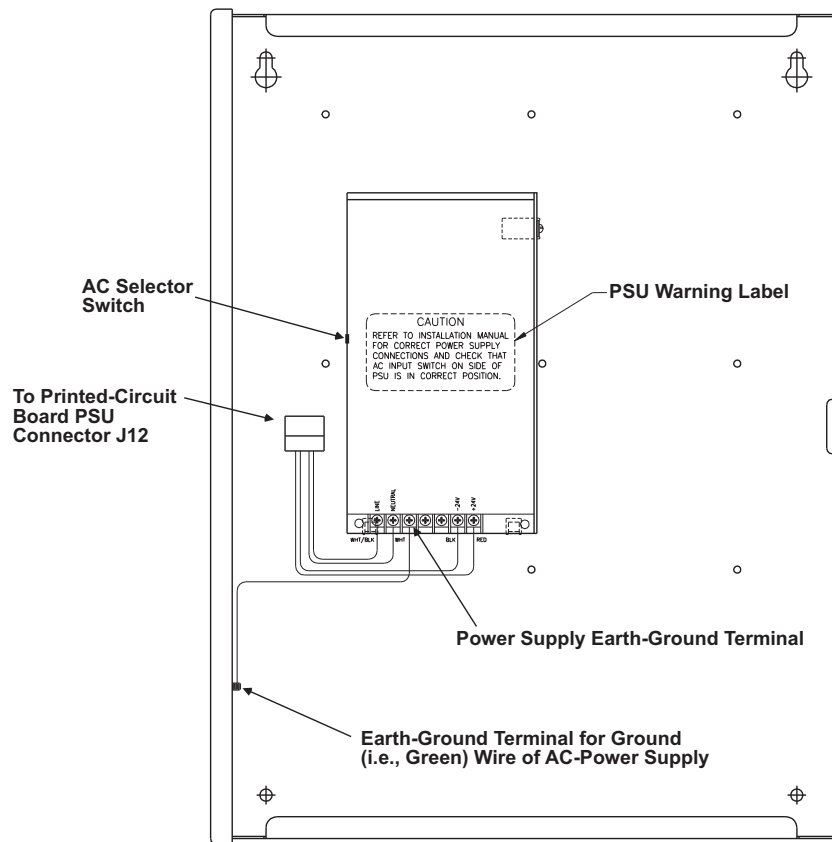 AC Selector
Switch
PSU Warning Label
CAUTION
REFER TO INSTALLATION MANUAL
FOR CORRECT POWER SUPPLY
CONNECTIONS AND CHECK THAT
AC INPUT SWITCH ON SIDE OF
PSU IS IN CORRECT POSITION.
To Printed-Circuit
Board PSU
Connector J12
LINE
NEUTRAL
-24V
+24V
WHT/BLK
WHT
BLK
RED
Power Supply Earth-Ground Terminal
Earth-Ground Terminal for Ground
(i.e., Green) Wire of AC-Power Supply